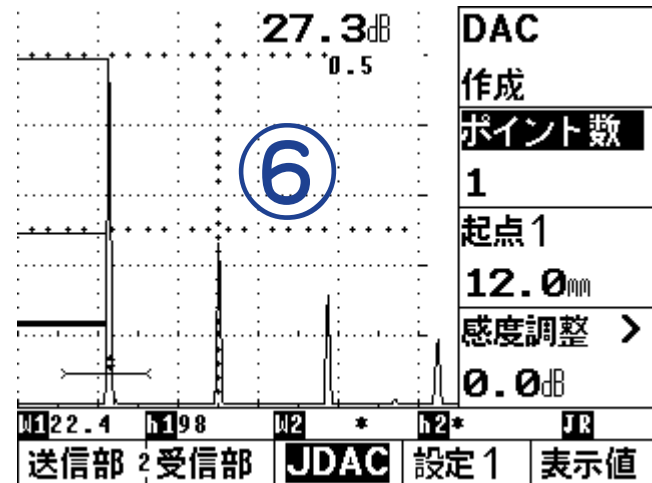 27.3dB
0.5
⑥
DAC
作成
ポイント数
1
起点1
12.0mm
感度調整 >
0.0dB
W1 22.4 h1 98 W2 * h2 * JR
送信部 2 受信部 JDAC 設定1 表示値